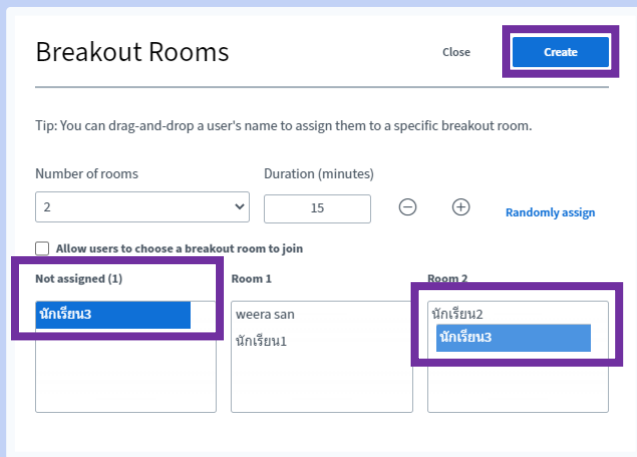 Breakout Rooms
Close
Create
Tip: You can drag-and-drop a user's name to assign them to a specific breakout room.
Number of rooms
Duration (minutes)
2
15
Randomly assign
Allow users to choose a breakout room to join
Not assigned (1)
Room 1
Room 2
นักเรียน3
weera san
นักเรียน1
นักเรียน2
นักเรียน3